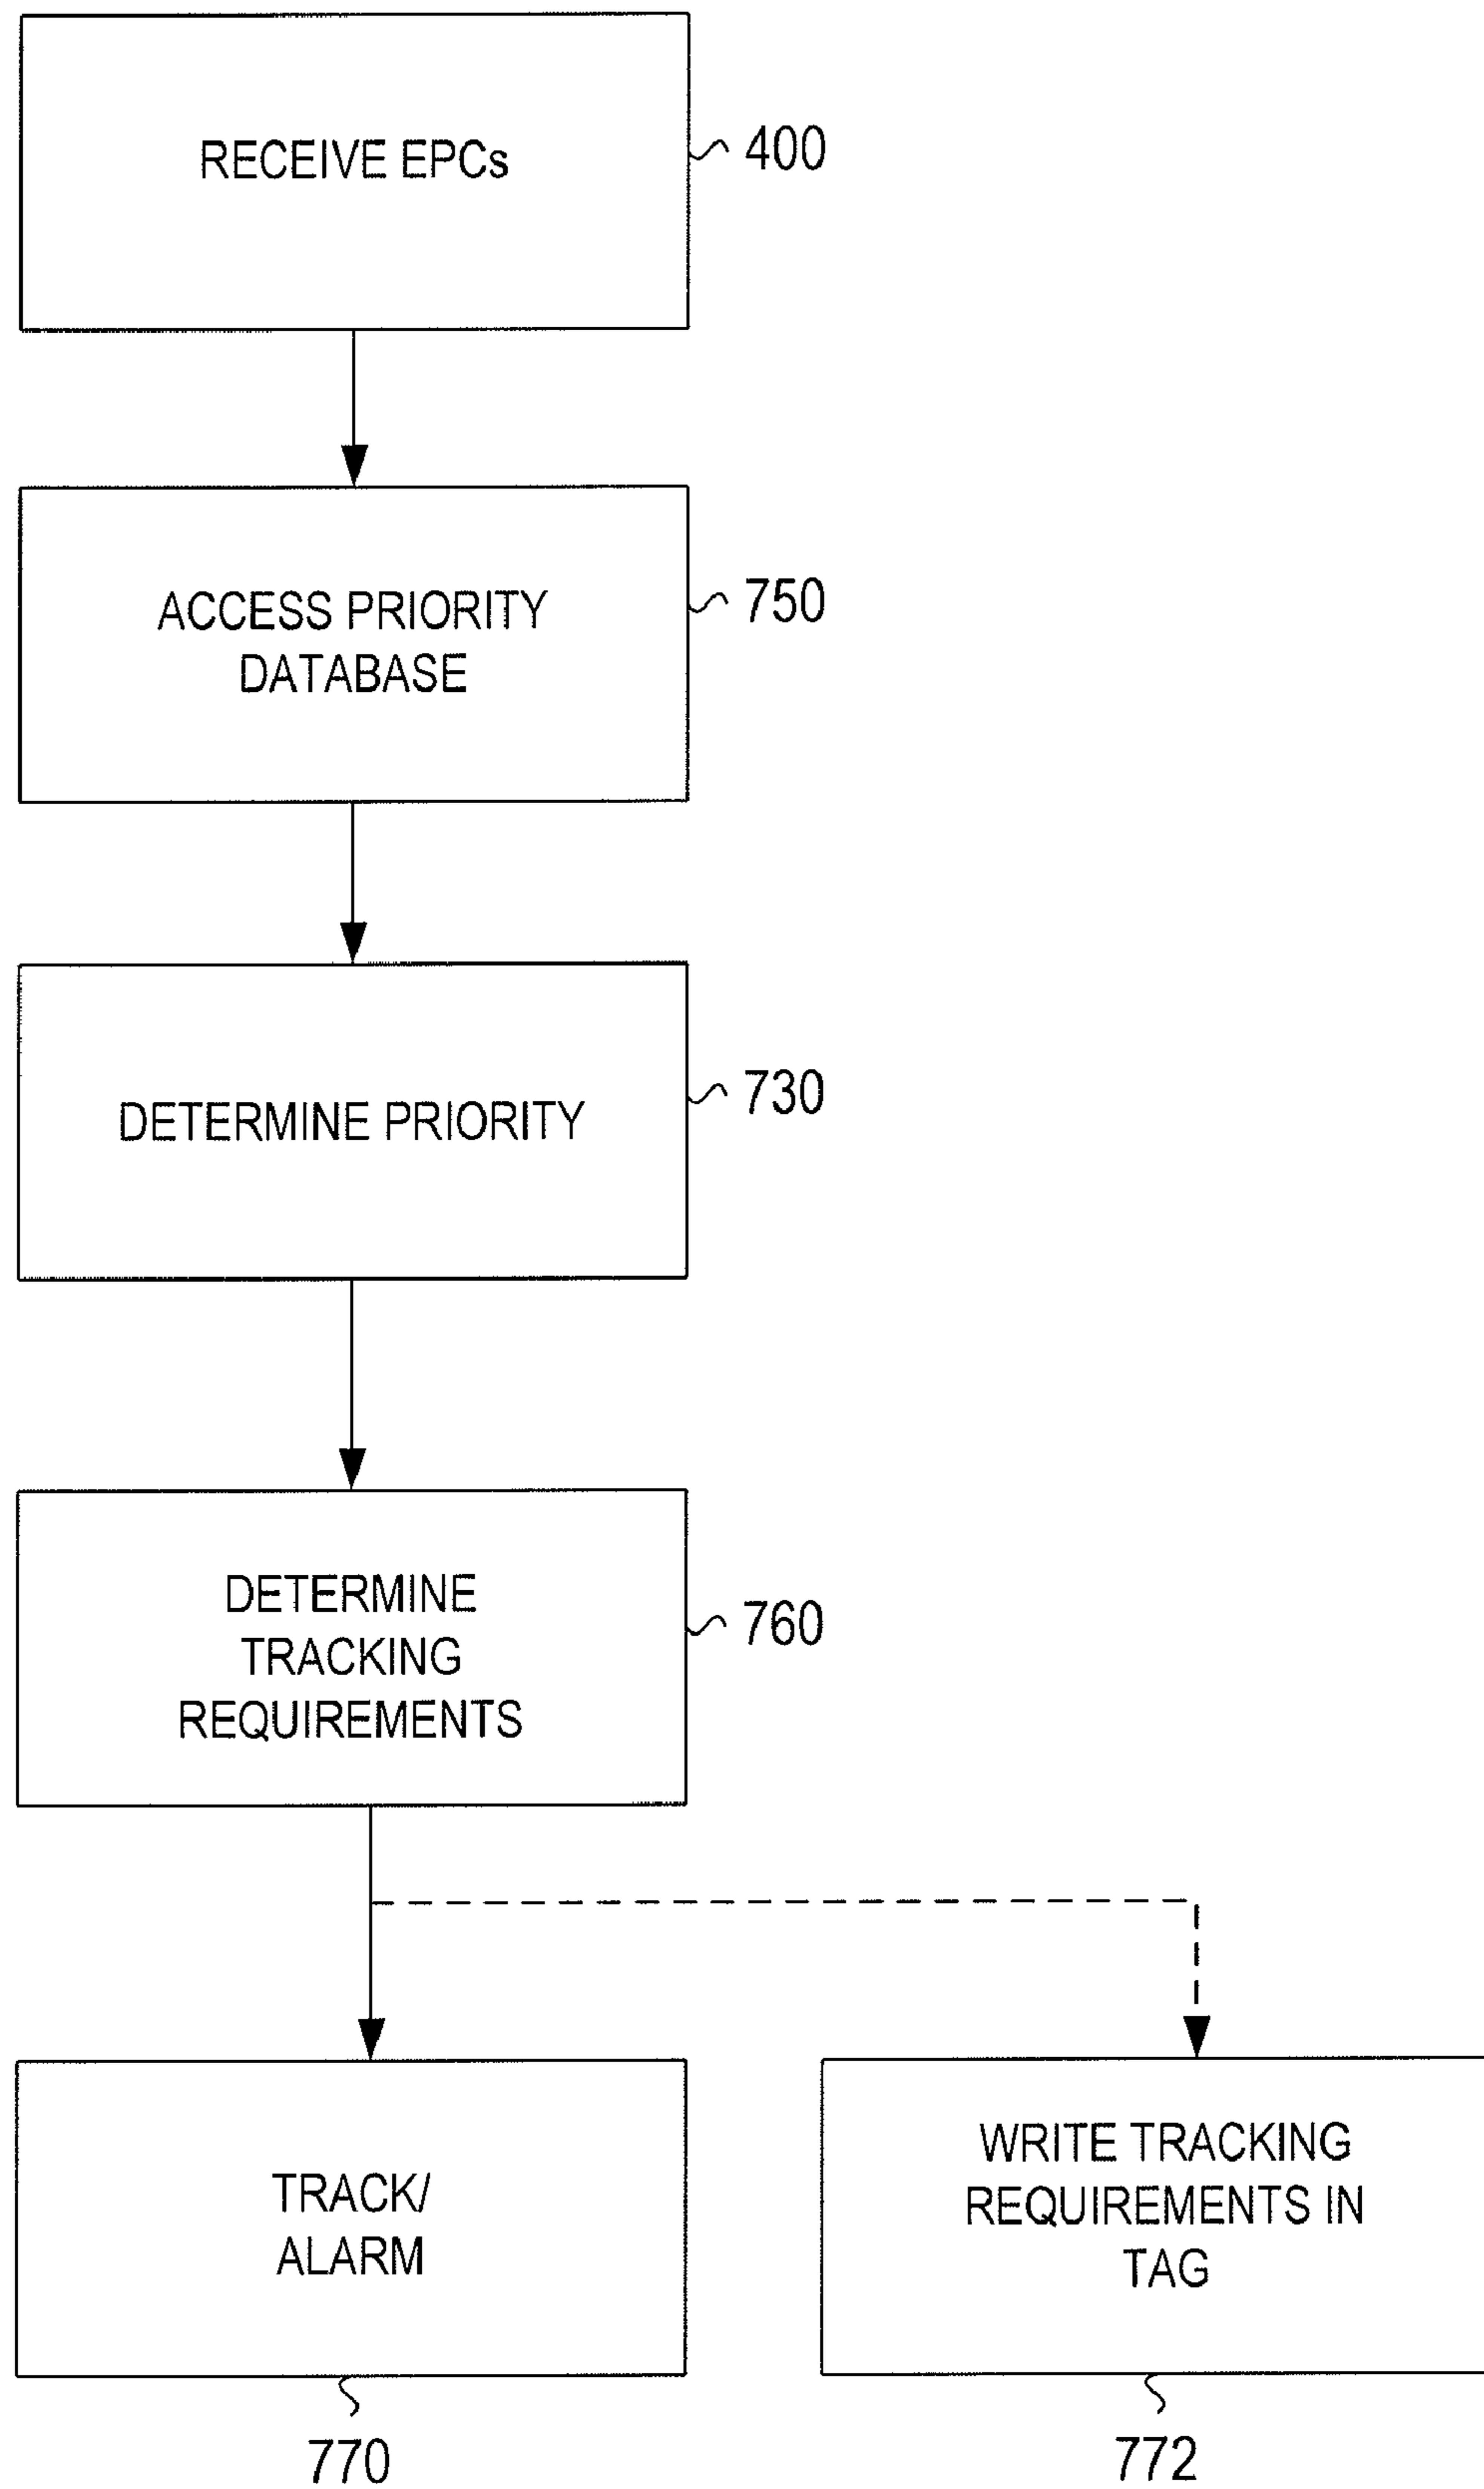 RECEIVE EPCs
400
ACCESS PRIORITY
DATABASE
750
DETERMINE PRIORITY
730
DETERMINE
TRACKING
REQUIREMENTS
760
TRACK/
ALARM
770
WRITE TRACKING
REQUIREMENTS IN
TAG
772